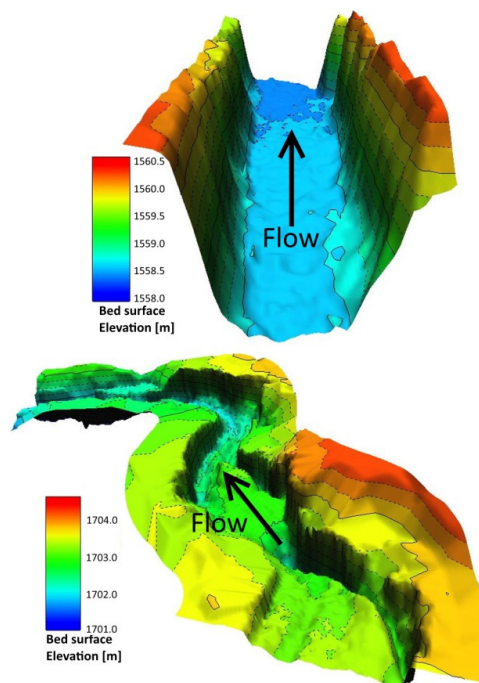 Flow
1560.5
1560.0
1559.5
1559.0
1558.5
1558.0
Bed surface
Elevation [m]
Flow
1704.0
1703.0
1702.0
1701.0
Bed surface
Elevation [m]